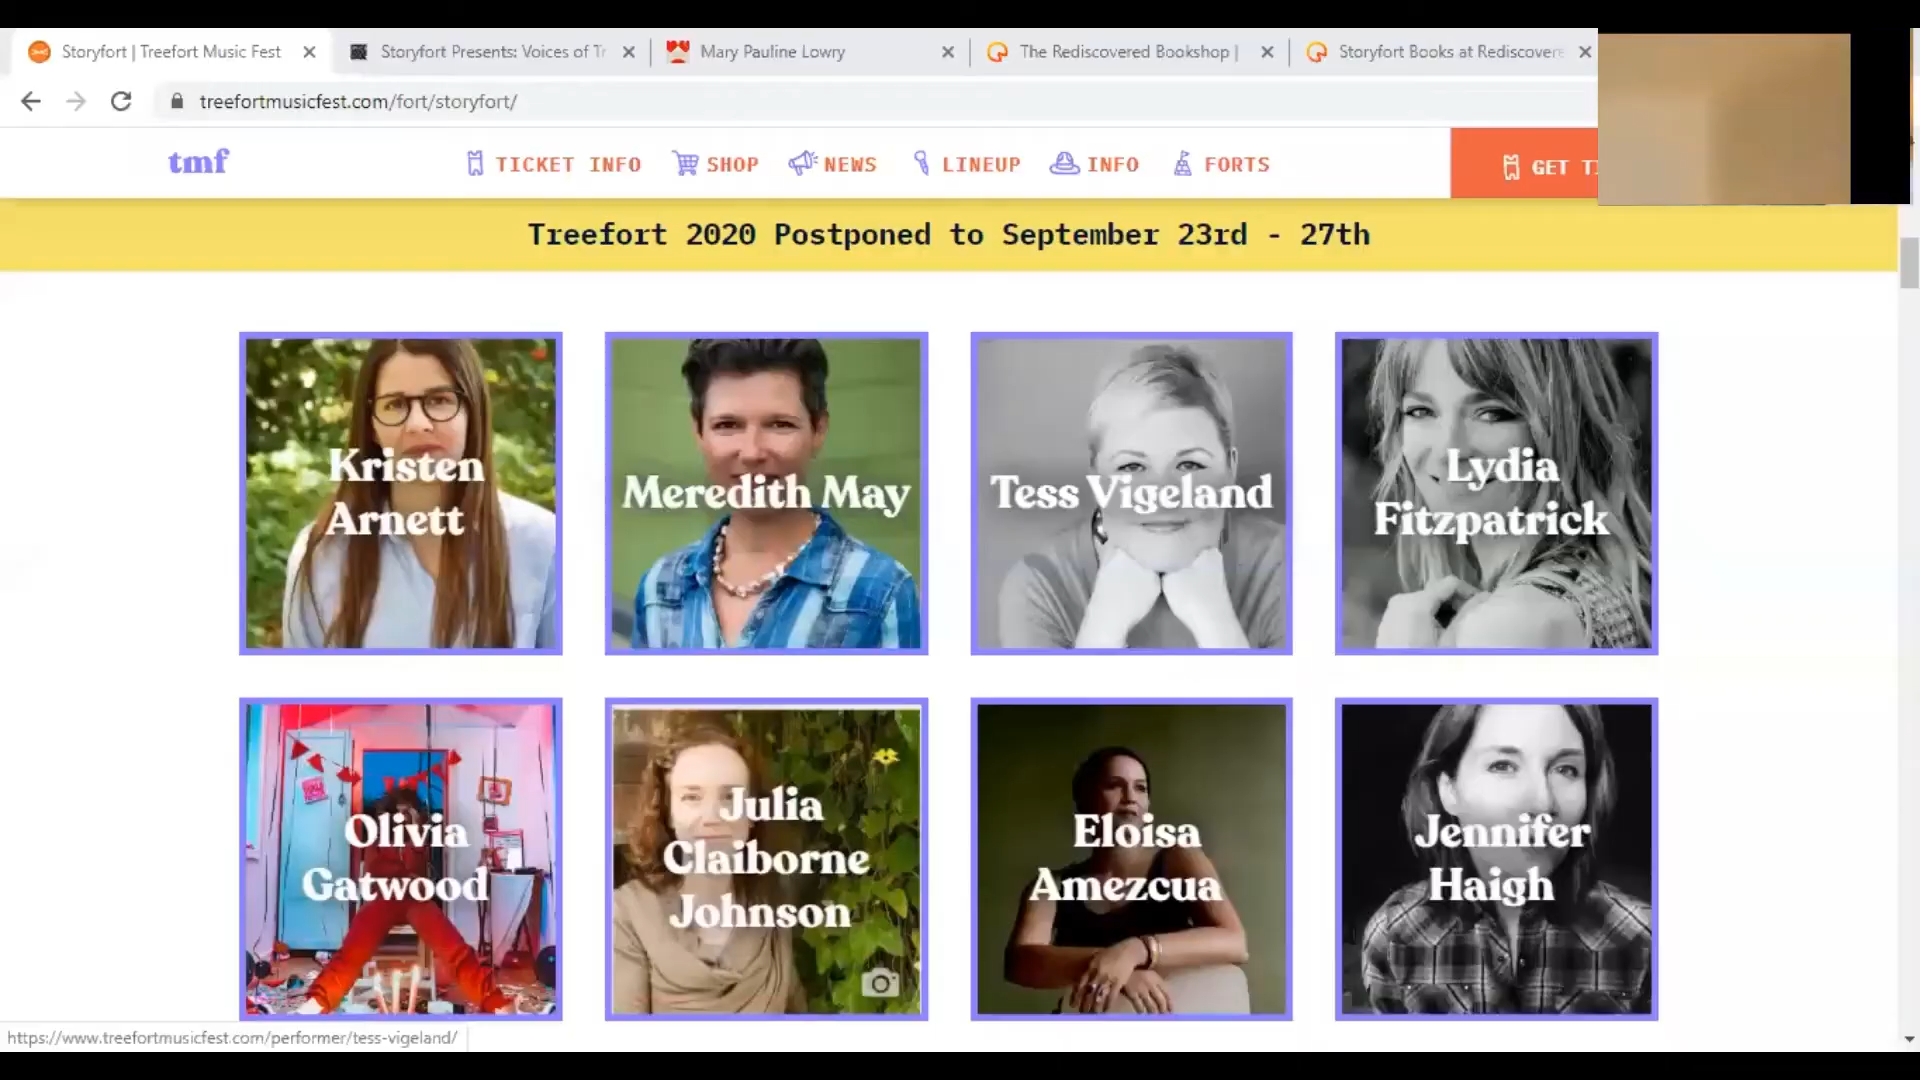 Storyfort | Treefort Music Fest
Storyfort Presents: Voices of Tr
Mary Pauline Lowry
The Rediscovered Bookshop |
Storyfort Books at Rediscovere
treefortmusicfest.com/fort/storyfort/
tmf
TICKET INFO
SHOP
NEWS
LINEUP
INFO
FORTS
GET TI
Treefort 2020 Postponed to September 23rd - 27th
Kristen
Arnett
Meredith May
Tess Vigeland
Lydia
Fitzpatrick
Olivia
Gatwood
Julia
Claiborne
Johnson
Eloisa
Amezcua
Jennifer
Haigh
https://www.treefortmusicfest.com/performer/tess-vigeland/